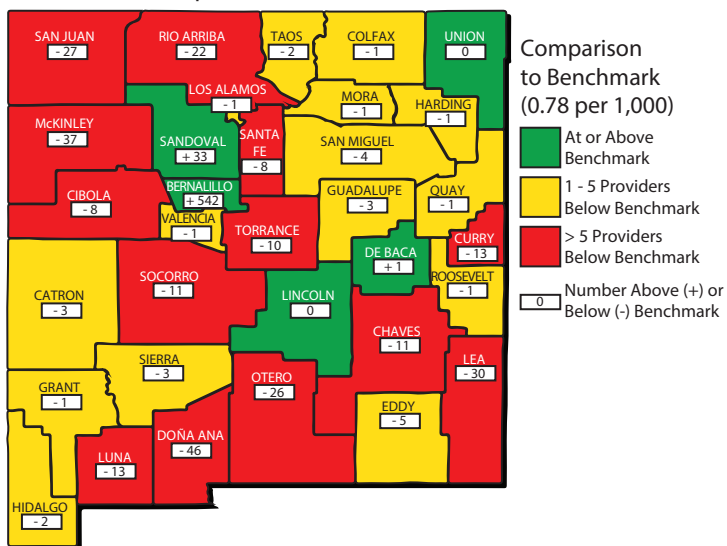 SAN JUAN
- 27
RIO ARRIBA
- 22
TAOS
- 2
COLFAX
- 1
UNION
0
LOS ALAMOS
- 1
MORA
- 1
HARDING
- 1
McKINLEY
- 37
SANDOVAL
+ 33
SANTA
FE
- 8
SAN MIGUEL
- 4
CIBOLA
- 8
BERNALILLO
+ 542
VALENCIA
- 1
GUADALUPE
- 3
QUAY
- 1
TORRANCE
- 10
CURRY
- 13
DE BACA
+ 1
ROOSEVELT
- 1
CATRON
- 3
SOCORRO
- 11
LINCOLN
0
CHAVES
- 11
SIERRA
- 3
LEA
- 30
GRANT
- 1
OTERO
- 26
EDDY
- 5
DOÑA ANA
- 46
LUNA
- 13
HIDALGO
- 2
Comparison
to Benchmark
(0.78 per 1,000)
At or Above
Benchmark
1 - 5 Providers
Below Benchmark
> 5 Providers
Below Benchmark
0
Number Above (+) or
Below (-) Benchmark